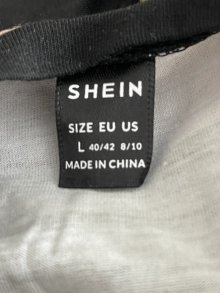 SHEIN
SIZE EU US
L 40/42 8/10
MADE IN CHINA